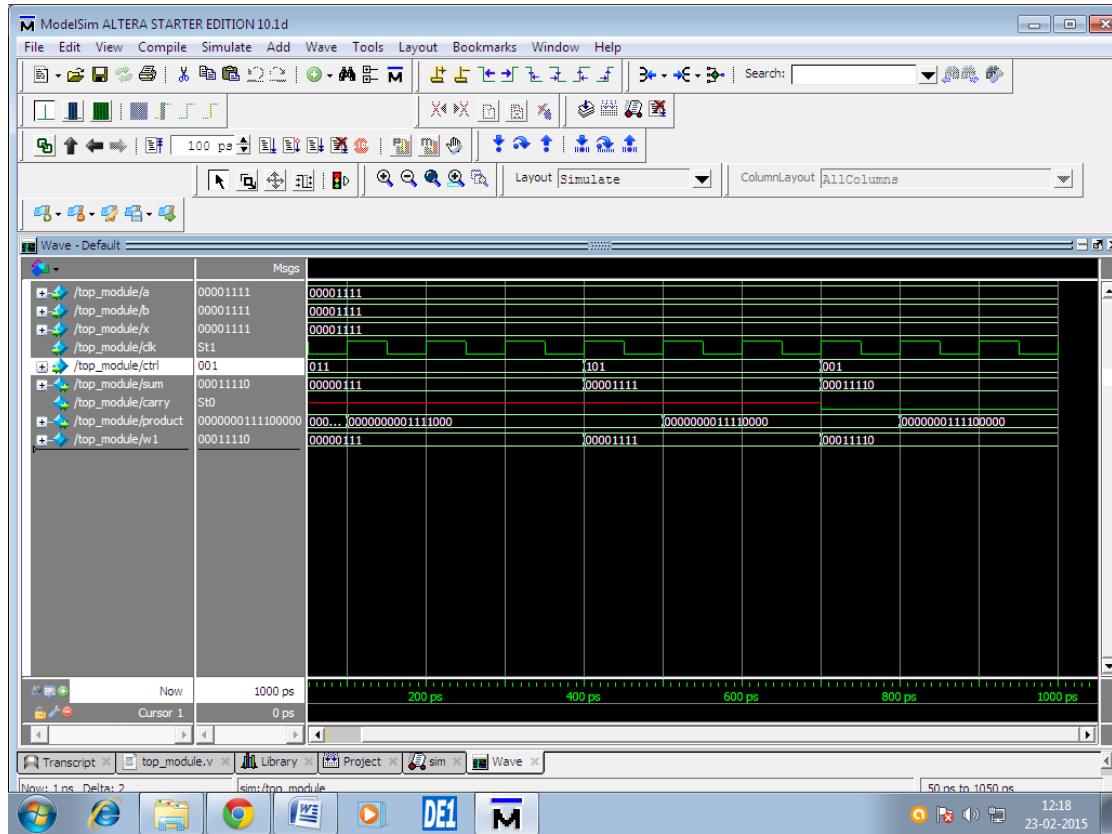 ModelSim ALTERA STARTER EDITION 10.1d
File Edit View Compile Simulate Add Wave Tools Layout Bookmarks Window Help
Search:
100 ps
Layout Simulate ColumnLayout AllColumns
Wave - Default
Msgs
/top_module/a 00001111 00001111
/top_module/b 00001111 00001111
/top_module/x 00001111 00001111
/top_module/clk St1
/top_module/ctrl 001 011 101 001
/top_module/sum 00011110 00000111 00001111 00011110
/top_module/carry St0
/top_module/product 0000000111100000 000... 0000000001111000 0000000011110000 0000000111100000
/top_module/w1 00011110 00000111 00001111 00011110
Now 1000 ps 200 ps 400 ps 600 ps 800 ps 1000 ps
Cursor 1 0 ps
Transcript top_module.v Library Project sim Wave
Now: 1 ns Delta: 2 sim:/top_module 50 ps to 1050 ps
DE1 M 12:18
23-02-2015